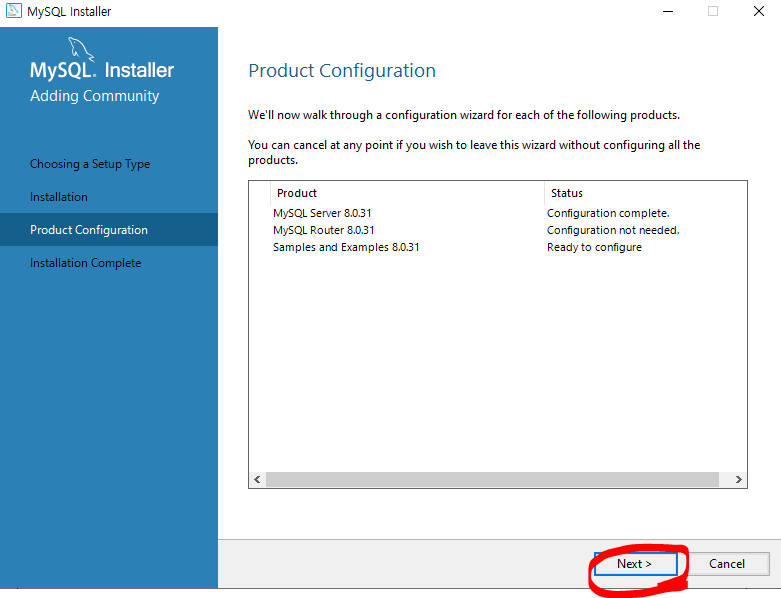 MySQL Installer
MySQL. Installer
Adding Community
Choosing a Setup Type
Installation
Product Configuration
Installation Complete
Product Configuration
We'll now walk through a configuration wizard for each of the following products.
You can cancel at any point if you wish to leave this wizard without configuring all the
products.
Product Status
MySQL Server 8.0.31 Configuration complete.
MySQL Router 8.0.31 Configuration not needed.
Samples and Examples 8.0.31 Ready to configure
Next > Cancel